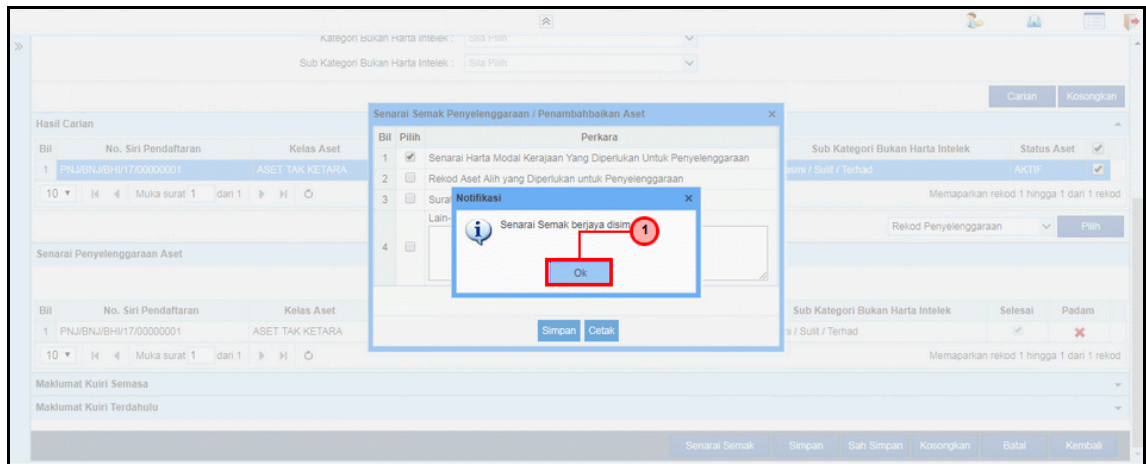 Kategori Bukan Harta Intelek : Sila Pilih
Sub Kategori Bukan Harta Intelek : Sila Pilih
Carian Kosongkan
Senarai Semak Penyelenggaraan / Penambahbaikan Aset
Hasil Carian
Bil Pilih Perkara
Bil No. Siri Pendaftaran Kelas Aset Sub Kategori Bukan Harta Intelek Status Aset
1 Senarai Harta Modal Kerajaan Yang Diperlukan Untuk Penyelenggaraan
1 PNJ/BNJ/BHI/17/00000001 ASET TAK KETARA / Sulit / Terhad AKTIF
2 Rekod Aset Alih yang Diperlukan untuk Penyelenggaraan
10 Muka surat 1 dari 1 Memaparkan rekod 1 hingga 1 dari 1 rekod
3 Notifikasi
Senarai Semak berjaya 1
Rekod Penyelenggaraan Pilih
4
Ok
Senarai Penyelenggaraan Aset
Bil No. Siri Pendaftaran Kelas Aset Sub Kategori Bukan Harta Intelek Selesai Padam
1 PNJ/BNJ/BHI/17/00000001 ASET TAK KETARA / Sulit / Terhad
Simpan Cetak
10 Muka surat 1 dari 1 Memaparkan rekod 1 hingga 1 dari 1 rekod
Maklumat Kuiri Semasa
Maklumat Kuiri Terdahulu
Senarai Semak Simpan Sah Simpan Kosongkan Batal Kembali